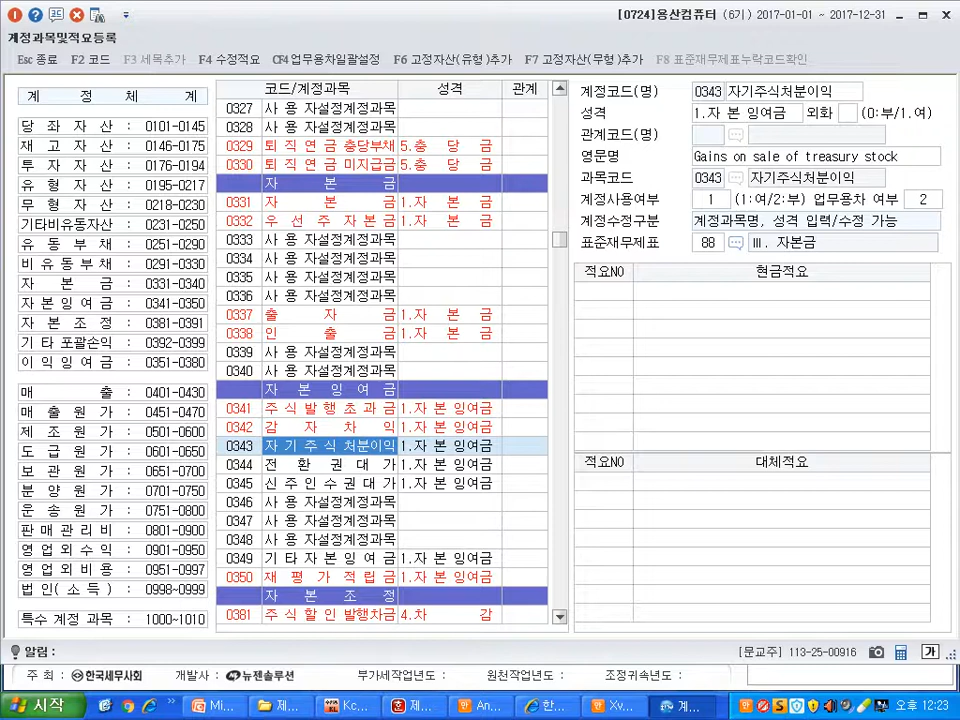 [0724]용산컴퓨터 (6기) 2017-01-01 ~ 2017-12-31
계정과목및적요등록
Esc 종료 F2 코드 F3 세목추가 F4 수정적요 CF4 업무용차일괄설정 F6 고정자산(유형)추가 F7 고정자산(무형)추가 F8 표준재무제표누락코드확인
계 정 체 계
당 좌 자 산 : 0101-0145
재 고 자 산 : 0146-0175
투 자 자 산 : 0176-0194
유 형 자 산 : 0195-0217
무 형 자 산 : 0218-0230
기타비유동자산 : 0231-0250
유 동 부 채 : 0251-0290
비 유 동 부 채 : 0291-0330
자 본 금 : 0331-0340
자 본 잉 여 금 : 0341-0350
자 본 조 정 : 0381-0391
기 타 포괄손익 : 0392-0399
이 익 잉 여 금 : 0351-0380
매 출 : 0401-0430
매 출 원 가 : 0451-0470
제 조 원 가 : 0501-0600
도 급 원 가 : 0601-0650
보 관 원 가 : 0651-0700
분 양 원 가 : 0701-0750
운 송 원 가 : 0751-0800
판 매 관 리 비 : 0801-0900
영 업 외 수 익 : 0901-0950
영 업 외 비 용 : 0951-0997
법 인( 소 득 ) : 0998-0999
특수 계정 과목 : 1000~1010
코드/계정과목 성격 관계
0327 사 용 자설정계정과목
0328 사 용 자설정계정과목
0329 퇴 직 연 금 충당부채 5.충 당 금
0330 퇴 직 연 금 미지급금 5.충 당 금
자 본 금
0331 자 본 금 1.자 본 금
0332 우 선 주 자 본 금 1.자 본 금
0333 사 용 자설정계정과목
0334 사 용 자설정계정과목
0335 사 용 자설정계정과목
0336 사 용 자설정계정과목
0337 출 자 금 1.자 본 금
0338 인 출 금 1.자 본 금
0339 사 용 자설정계정과목
0340 사 용 자설정계정과목
자 본 잉 여 금
0341 주 식 발 행 초 과 금 1.자 본 잉여금
0342 감 자 차 익 1.자 본 잉여금
0343 자 기 주 식 처분이익 1.자 본 잉여금
0344 전 환 권 대 가 1.자 본 잉여금
0345 신 주 인 수 권 대 가 1.자 본 잉여금
0346 사 용 자설정계정과목
0347 사 용 자설정계정과목
0348 사 용 자설정계정과목
0349 기 타 자 본 잉 여 금 1.자 본 잉여금
0350 재 평 가 적 립 금 1.자 본 잉여금
자 본 조 정
0381 주 식 할 인 발행차금 4.차 감
계정코드(명) 0343 자기주식처분이익
성격 1.자 본 잉여금 외화 (0:부/1.여)
관계코드(명)
영문명 Gains on sale of treasury stock
과목코드 0343 자기주식처분이익
계정사용여부 1 (1:여/2:부) 업무용차 여부 2
계정수정구분 계정과목명, 성격 입력/수정 가능
표준재무제표 88 Ⅲ. 자본금
적요NO 현금적요
적요NO 대체적요
알림 :
[문교주] 113-25-00916 가
주 최 : 한국세무사회 개발사 : 뉴젠솔루션 부가세작업년도 : 원천작업년도 : 조정귀속년도 :
시작 Mi... 제... Kc... 제... An... 한... Xv... 계... 오후 12:23